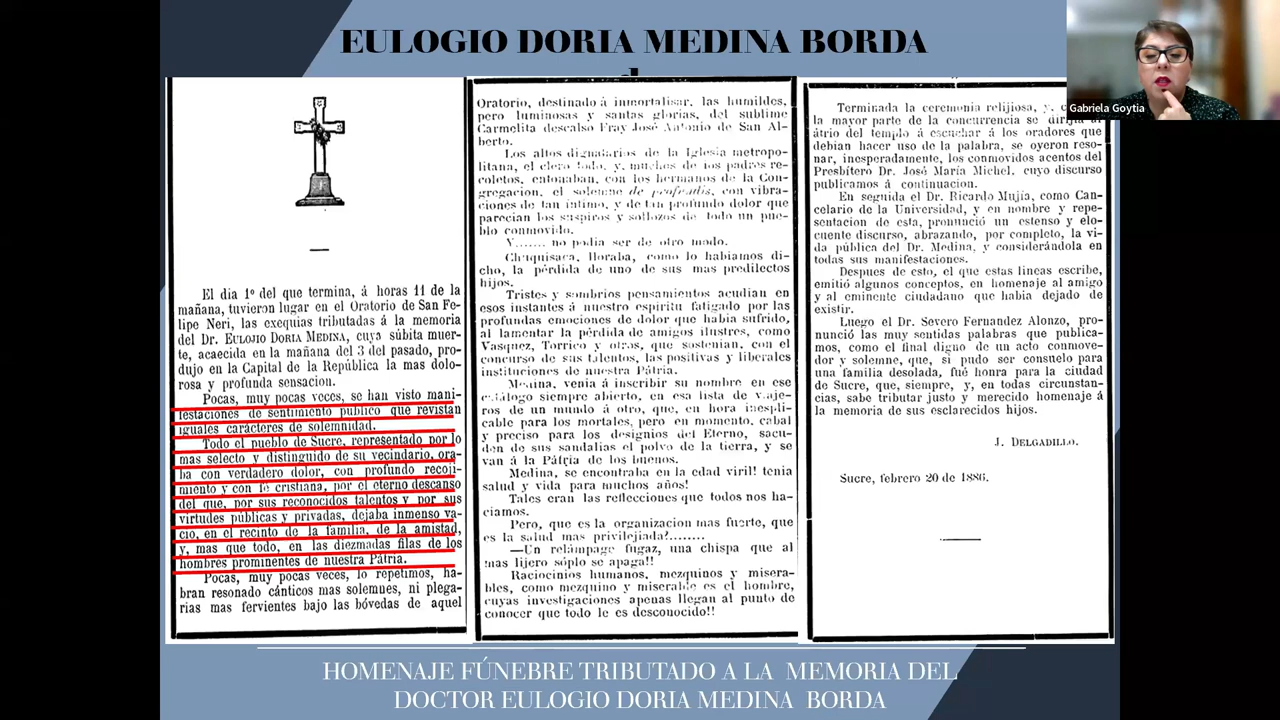 EULOGIO DORIA MEDINA BORDA
Gabriela Goytia
El dia 1º del que termina, á horas 11 de la
mañana, tuvieron lugar en el Oratorio de San Fe-
lipe Neri, las exequias tributadas á la memoria
del Dr. EULOJIO DORIA MEDINA, cuya súbita muer-
te, acaecida en la mañana del 3 del pasado, pro-
dujo en la Capital de la República la mas dolo-
rosa y profunda sensacion.
Pocas, muy pocas veces, se han visto mani-
festaciones de sentimiento público que revistan
iguales carácteres de solemnidad.
Todo el pueblo de Sucre, representado por lo
mas selecto y distinguido de su vecindario, ora-
ba con verdadero dolor, con profundo recoji-
miento y con fé cristiana, por el eterno descanso
del que, por sus reconocidos talentos y por sus
virtudes públicas y privadas, dejaba inmenso va-
cio, en el recinto de la familia, de la amistad,
y, mas que todo, en las diezmadas filas de los
hombres prominentes de nuestra Pátria.
Pocas, muy pocas veces, lo repetimos, ha-
bran resonado cánticos mas solemnes, ni plega-
rias mas fervientes bajo las bóvedas de aquel
Oratorio, destinado á inmortalisar, las humildes,
pero luminosas y santas glorias, del sublime
Carmelita descalso Fray José Antonio de San Al-
berto.
Los altos dignatarios de la Iglesia metropo-
litana, el clero todo, y, muchos de los padres re-
coletos, entonaban, con los hermanos de la Con-
gregacion, el solemne de profundis, con vibra-
ciones de tan íntimo, y de tan profundo dolor que
parecian los suspiros y sollozos de todo un pue-
blo conmovido.
Y....... no podia ser de otro modo.
Chuquisaca, lloraba, como lo habiamos di-
cho, la pérdida de uno de sus mas predilectos
hijos.
Tristes y sombrios pensamientos acudian en
esos instantes á nuestro espíritu fatigado por las
profundas emociones de dolor que habia sufrido,
al lamentar la pérdida de amigos ilustres, como
Vasquez, Torrico y otros, que sostenian, con el
concurso de sus talentos, las positivas y liberales
instituciones de nuestra Pátria.
Medina, venia á inscribir su nombre en ese
catálogo siempre abierto, en esa lista de viaje-
ros de un mundo á otro, que, en hora inespli-
cable para los mortales, pero en momento, cabal
y preciso para los designios del Eterno, sacu-
den de sus sandalias el polvo de la tierra, y se
van á la Pátria de los buenos.
Medina, se encontraba en la edad viril! tenia
salud y vida para muchos años!
Tales eran las reflecciones que todos nos ha-
ciamos.
Pero, que es la organizacion mas fuerte, que
es la salud mas privilejiada?........
—Un relámpago fugaz, una chispa que al
mas lijero sóplo se apaga!!
Raciocinios humanos, mezquinos y misera-
bles, como mezquino y miserable es el hombre,
cuyas investigaciones apenas llegan al punto de
conocer que todo le es desconocido!!
Terminada la ceremonia relijiosa, y,
la mayor parte de la concurrencia se dirijia al
átrio del templo á escuchar á los oradores que
debian hacer uso de la palabra, se oyeron reso-
nar, inesperadamente, los conmovidos acentos del
Presbítero Dr. José María Michel, cuyo discurso
publicamos á continuacion.
En seguida el Dr. Ricardo Mujía, como Can-
celario de la Universidad, y en nombre y repe-
sentacion de esta, pronunció un estenso y elo-
cuente discurso, abrazando, por completo, la vi-
da pública del Dr. Medina, y considerándola en
todas sus manifestaciones.
Despues de esto, el que estas lineas escribe,
emitió algunos conceptos, en homenaje al amigo
y al eminente ciudadano que habia dejado de
existir.
Luego el Dr. Severo Fernandez Alonzo, pro-
nunció las muy sentidas palabras que publica-
mos, como el final digno de un acto conmove-
dor y solemne, que, si pudo ser consuelo para
una familia desolada, fué honra para la ciudad
de Sucre, que, siempre, y, en todas circunstan-
cias, sabe tributar justo y merecido homenaje á
la memoria de sus esclarecidos hijos.
J. DELGADILLO.
Sucre, febrero 20 de 1886.
HOMENAJE FÚNEBRE TRIBUTADO A LA MEMORIA DEL
DOCTOR EULOGIO DORIA MEDINA BORDA